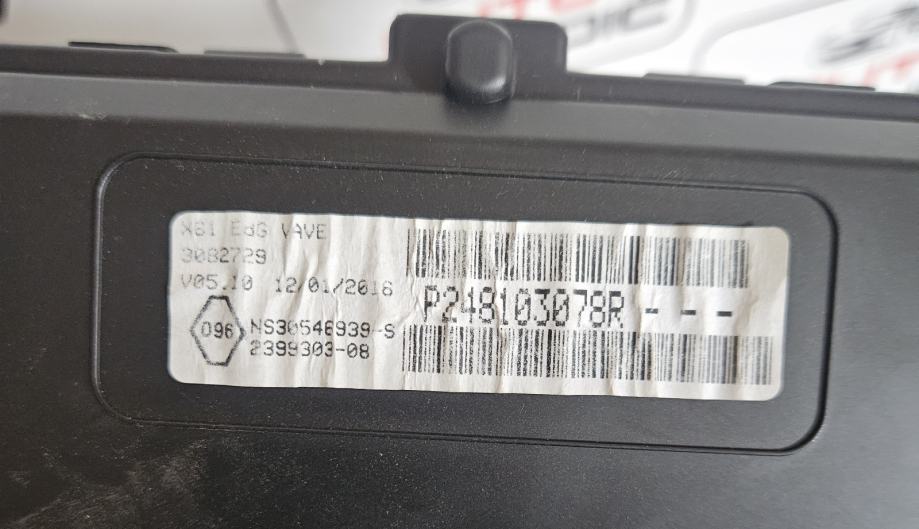 X61 EdG VAVE
3082729
V05.10 12/01/2016
096
NS30546939-S
2399303-08
P248103078R - - -